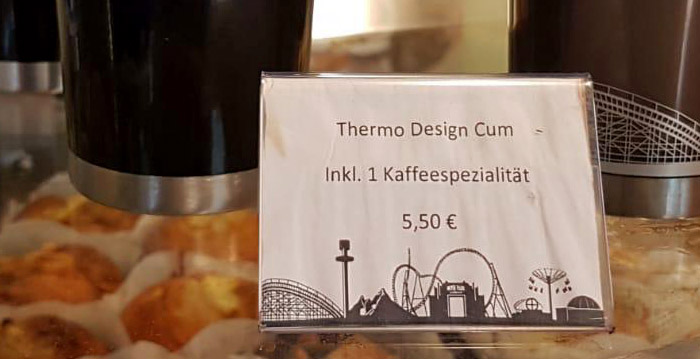 Thermo Design Cum
Inkl. 1 Kaffeespezialität
5,50 €